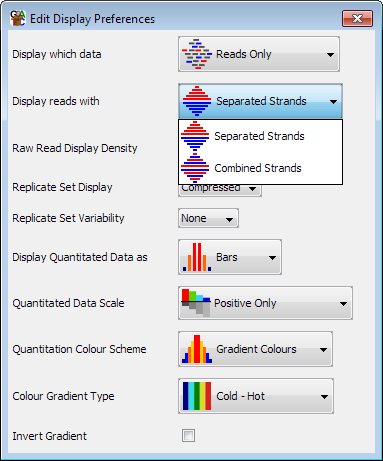 Edit Display Preferences
Display which data
Reads Only
Display reads with
Separated Strands
Separated Strands
Raw Read Display Density
Combined Strands
Replicate Set Display
Compressed
Replicate Set Variability
None
Display Quantitated Data as
Bars
Quantitated Data Scale
Positive Only
Quantitation Colour Scheme
Gradient Colours
Colour Gradient Type
Cold - Hot
Invert Gradient